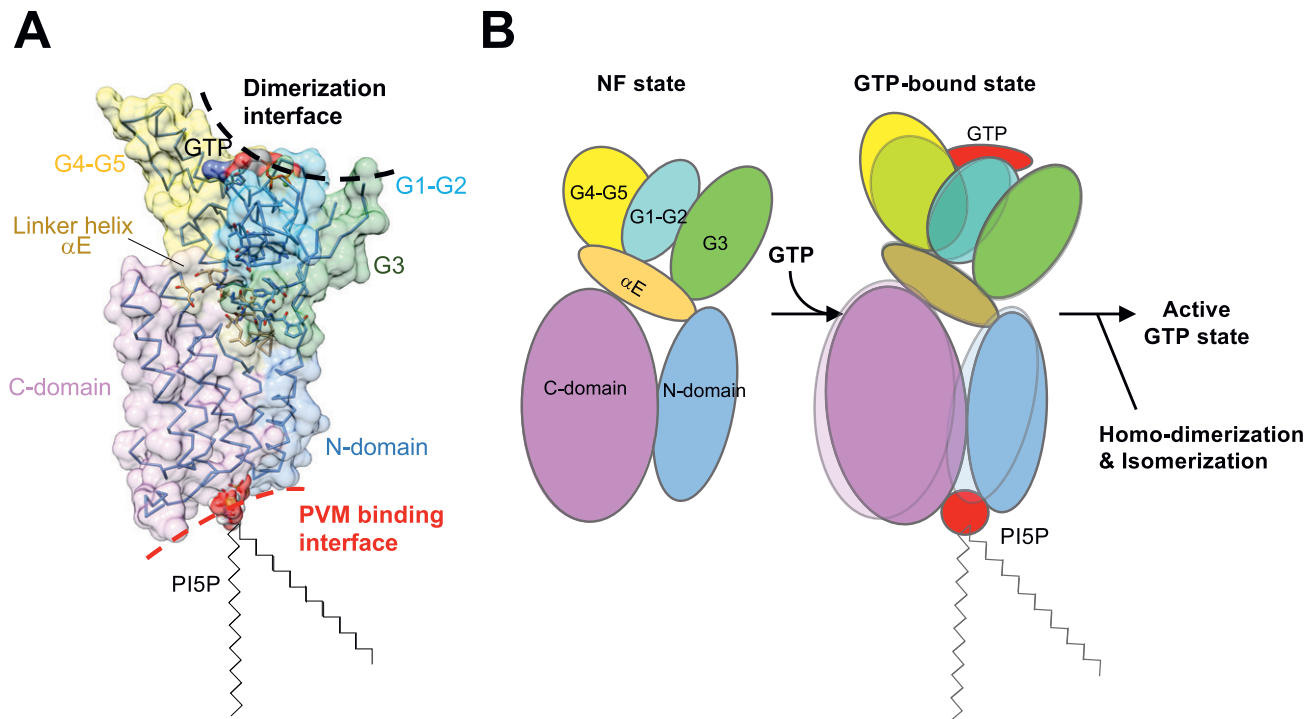 A
Dimerization
interface
GTP
G4-G5
G1-G2
Linker helix
αE
G3
C-domain
N-domain
PVM binding
interface
PI5P
B
NF state
GTP-bound state
GTP
G4-G5
G1-G2
G3
αE
GTP
C-domain
N-domain
Active
GTP state
Homo-dimerization
& Isomerization
PI5P